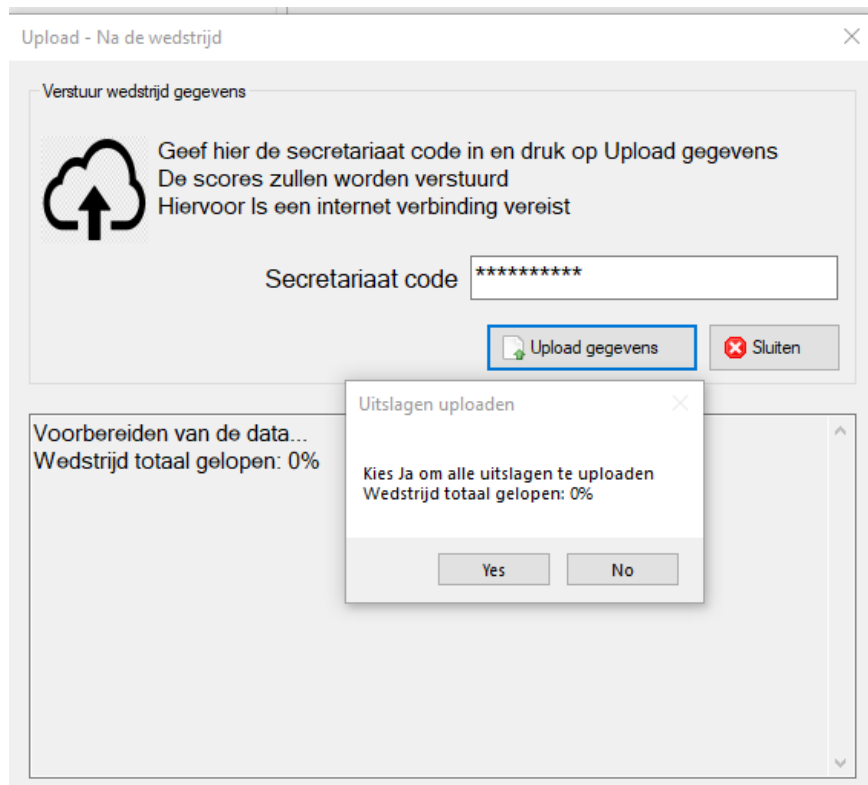 Upload - Na de wedstrijd
Verstuur wedstrijd gegevens
Geef hier de secretariaat code in en druk op Upload gegevens
De scores zullen worden verstuurd
Hiervoor Is een internet verbinding vereist
Secretariaat code
**********
Upload gegevens
Sluiten
Voorbereiden van de data...
Wedstrijd totaal gelopen: 0%
Uitslagen uploaden
Kies Ja om alle uitslagen te uploaden
Wedstrijd totaal gelopen: 0%
Yes
No